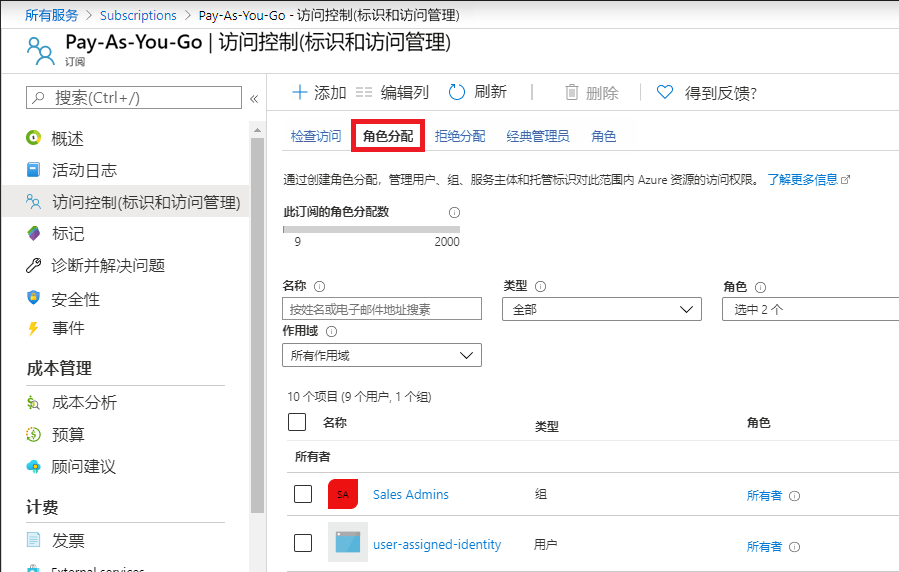 所有服务 > Subscriptions > Pay-As-You-Go - 访问控制(标识和访问管理)
Pay-As-You-Go | 访问控制(标识和访问管理)
订阅
搜索(Ctrl+/)
«
概述
活动日志
访问控制(标识和访问管理)
标记
诊断并解决问题
安全性
事件
成本管理
成本分析
预算
顾问建议
计费
发票
External services
添加 编辑列 刷新 删除 得到反馈?
检查访问 角色分配 拒绝分配 经典管理员 角色
通过创建角色分配，管理用户、组、服务主体和托管标识对此范围内 Azure 资源的访问权限。 了解更多信息
此订阅的角色分配数
9 2000
名称 类型 角色
按姓名或电子邮件地址搜素 全部 选中 2 个
作用域
所有作用域
10 个项目 (9 个用户, 1 个组)
名称 类型 角色
所有者
SA Sales Admins 组 所有者
user-assigned-identity 用户 所有者